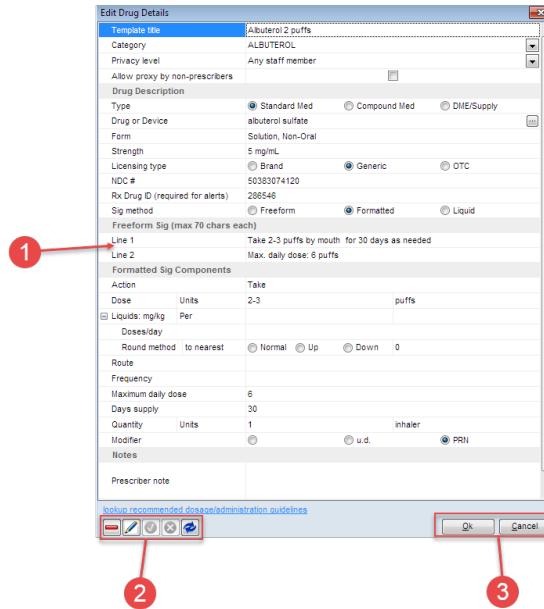 Edit Drug Details
Template title Albuterol 2 puffs
Category ALBUTEROL
Privacy level Any staff member
Allow proxy by non-prescribers
Drug Description
Type Standard Med Compound Med DME/Supply
Drug or Device albuterol sulfate ...
Form Solution, Non-Oral
Strength 5 mg/mL
Licensing type Brand Generic OTC
NDC # 50383074120
Rx Drug ID (required for alerts) 286546
Sig method Freeform Formatted Liquid
Freeform Sig (max 70 chars each)
1
Line 1 Take 2-3 puffs by mouth for 30 days as needed
Line 2 Max. daily dose: 6 puffs
Formatted Sig Components
Action Take
Dose Units 2-3 puffs
Liquids: mg/kg Per
Doses/day
Round method to nearest Normal Up Down 0
Route
Frequency
Maximum daily dose 6
Days supply 30
Quantity Units 1 inhaler
Modifier u.d. PRN
Notes
Prescriber note
lookup recommended dosage/administration guidelines
Ok Cancel
2 3